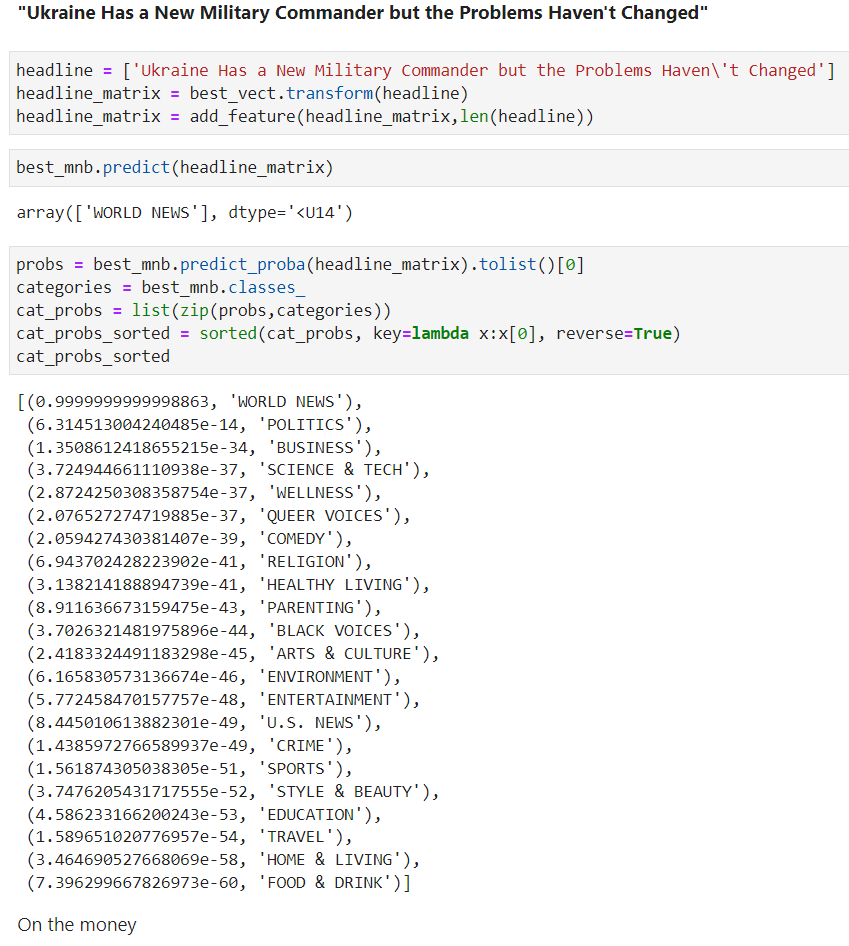 "Ukraine Has a New Military Commander but the Problems Haven't Changed"
headline = ['Ukraine Has a New Military Commander but the Problems Haven\'t Changed']
headline_matrix = best_vect.transform(headline)
headline_matrix = add_feature(headline_matrix,len(headline))
best_mnb.predict(headline_matrix)
array(['WORLD NEWS'], dtype='<U14')
probs = best_mnb.predict_proba(headline_matrix).tolist()[0]
categories = best_mnb.classes_
cat_probs = list(zip(probs,categories))
cat_probs_sorted = sorted(cat_probs, key=lambda x:x[0], reverse=True)
cat_probs_sorted
[(0.9999999999998863, 'WORLD NEWS'),
(6.314513004240485e-14, 'POLITICS'),
(1.3508612418655215e-34, 'BUSINESS'),
(3.724944661110938e-37, 'SCIENCE & TECH'),
(2.8724250308358754e-37, 'WELLNESS'),
(2.076527274719885e-37, 'QUEER VOICES'),
(2.059427430381407e-39, 'COMEDY'),
(6.943702428223902e-41, 'RELIGION'),
(3.138214188894739e-41, 'HEALTHY LIVING'),
(8.911636673159475e-43, 'PARENTING'),
(3.7026321481975896e-44, 'BLACK VOICES'),
(2.4183324491183298e-45, 'ARTS & CULTURE'),
(6.165830573136674e-46, 'ENVIRONMENT'),
(5.772458470157757e-48, 'ENTERTAINMENT'),
(8.445010613882301e-49, 'U.S. NEWS'),
(1.4385972766589937e-49, 'CRIME'),
(1.561874305038305e-51, 'SPORTS'),
(3.7476205431717555e-52, 'STYLE & BEAUTY'),
(4.586233166200243e-53, 'EDUCATION'),
(1.589651020776957e-54, 'TRAVEL'),
(3.464690527668069e-58, 'HOME & LIVING'),
(7.396299667826973e-60, 'FOOD & DRINK')]
On the money